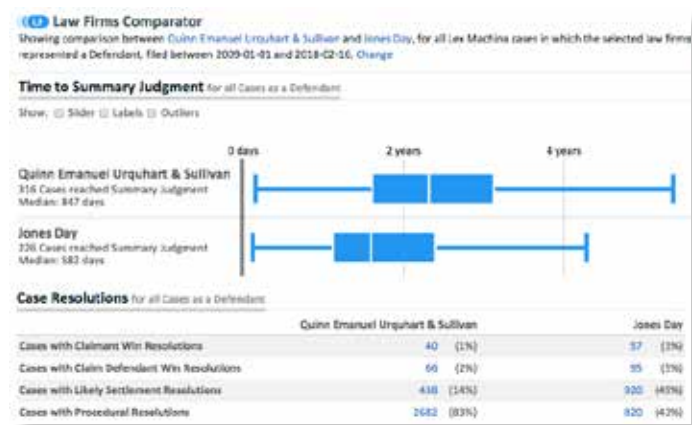 Law Firms Comparator
Showing comparison between Quinn Emanuel Urquhart & Sullivan and Jones Day, for all Lex Machina cases in which the selected law firms
represented a Defendant, filed between 2009-01-01 and 2018-02-16. Change
Time to Summary Judgment for all Cases as a Defendant
Show: Slider Labels Outliers
0 days 2 years 4 years
Quinn Emanuel Urquhart & Sullivan
316 Cases reached Summary Judgment
Median: 847 days
Jones Day
Cases reached Summary Judgment
Median: 582 days
Case Resolutions for all Cases as a Defendant
Quinn Emanuel Urquhart & Sullivan Jones Day
Cases with Claimant Win Resolutions 40 (1%) 57 (3%)
Cases with Claim Defendant Win Resolutions 66 (2%) 95
Cases with Likely Settlement Resolutions 438 (14%) 920
Cases with Procedural Resolutions 2682 (83%) 820